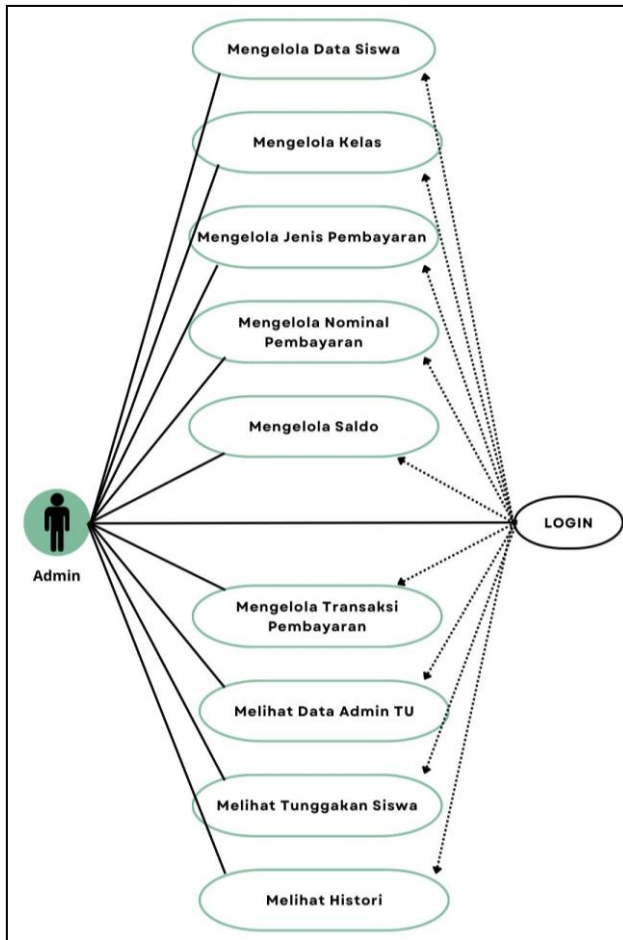 Mengelola Data Siswa
Mengelola Kelas
Mengelola Jenis Pembayaran
Mengelola Nominal
Pembayaran
Mengelola Saldo
LOGIN
Admin
Mengelola Transaksi
Pembayaran
Melihat Data Admin TU
Melihat Tunggakan Siswa
Melihat Histori